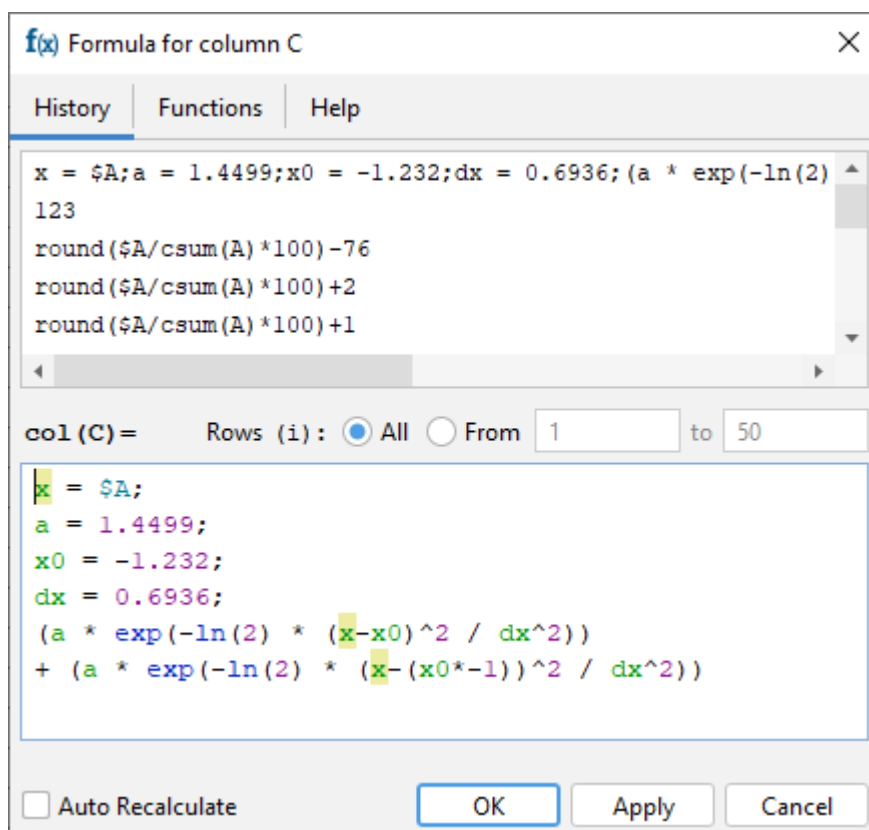 f(x) Formula for column C
History Functions Help
x = $A;a = 1.4499;x0 = -1.232;dx = 0.6936;(a * exp(-ln(2)
123
round($A/csum(A)*100)-76
round($A/csum(A)*100)+2
round($A/csum(A)*100)+1
col(C)= Rows (i): All From 1 to 50
x = $A;
a = 1.4499;
x0 = -1.232;
dx = 0.6936;
(a * exp(-ln(2) * (x-x0)^2 / dx^2))
+ (a * exp(-ln(2) * (x-(x0*-1))^2 / dx^2))
Auto Recalculate OK Apply Cancel